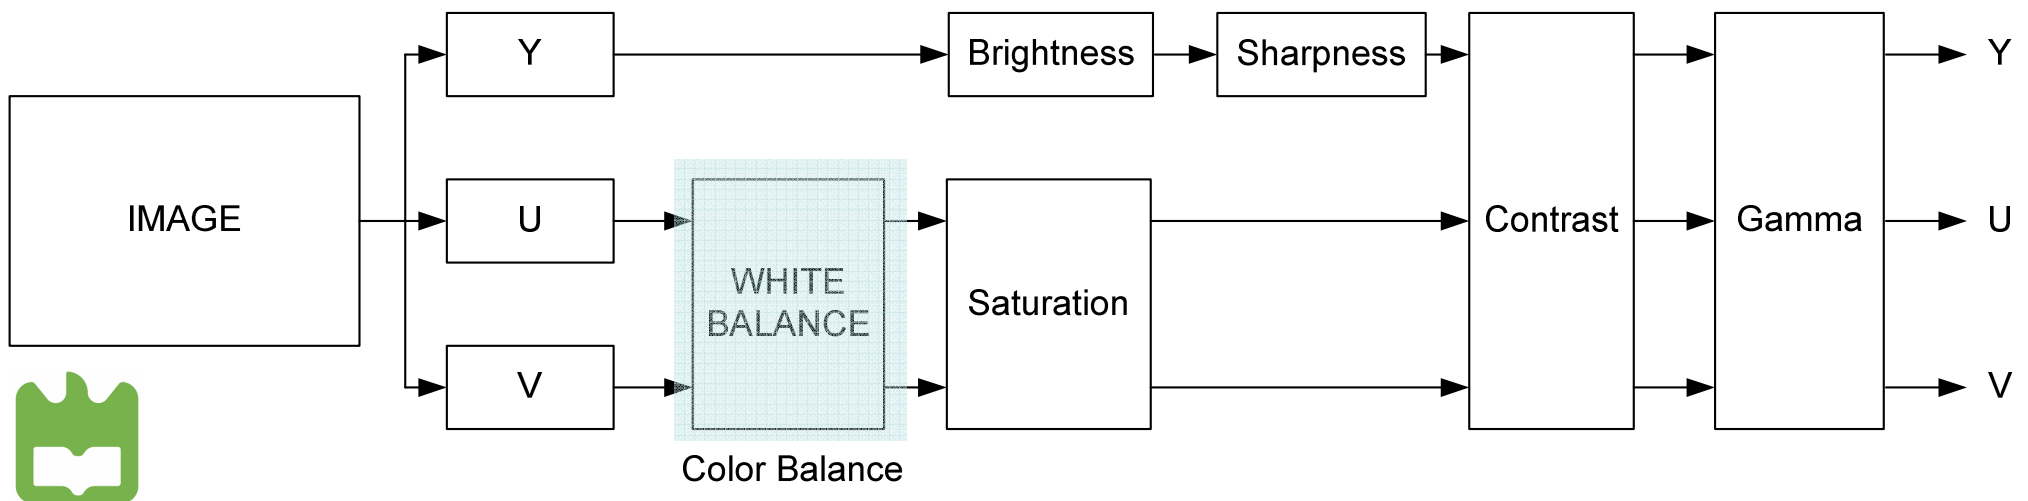 Y
Brightness
Sharpness
Y
IMAGE
U
WHITE
BALANCE
Saturation
Contrast
Gamma
U
V
V
Color Balance